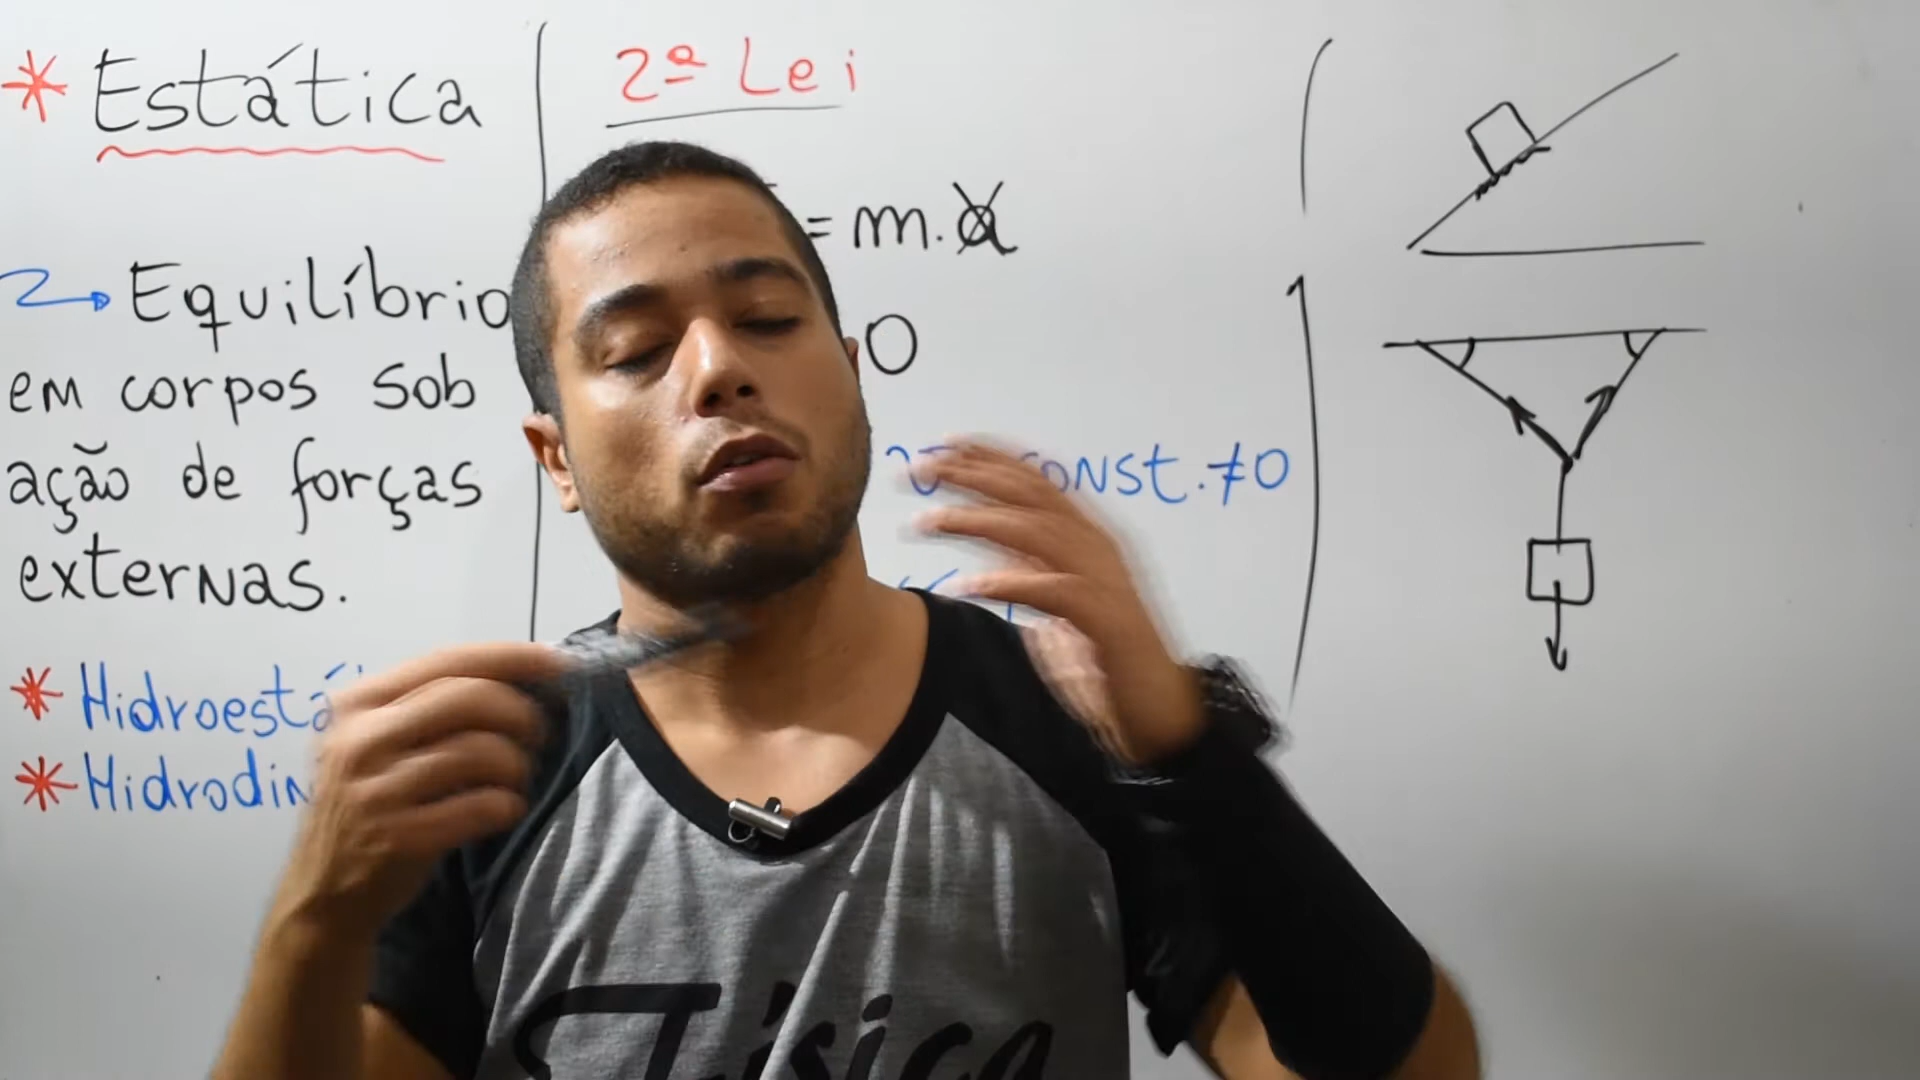 * Estática
Equilíbrio
em corpos sob
ação de forças
externas.
* Hidroestá
* Hidrodin
2ª Lei
= m.a
0
const. ≠ 0
Física